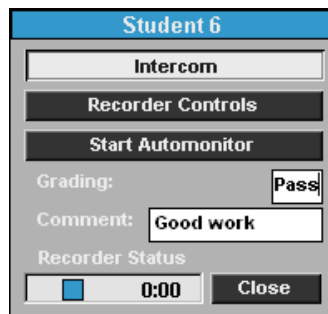 Student 6
Intercom
Recorder Controls
Start Automonitor
Grading: Pass
Comment: Good work
Recorder Status
0:00 Close